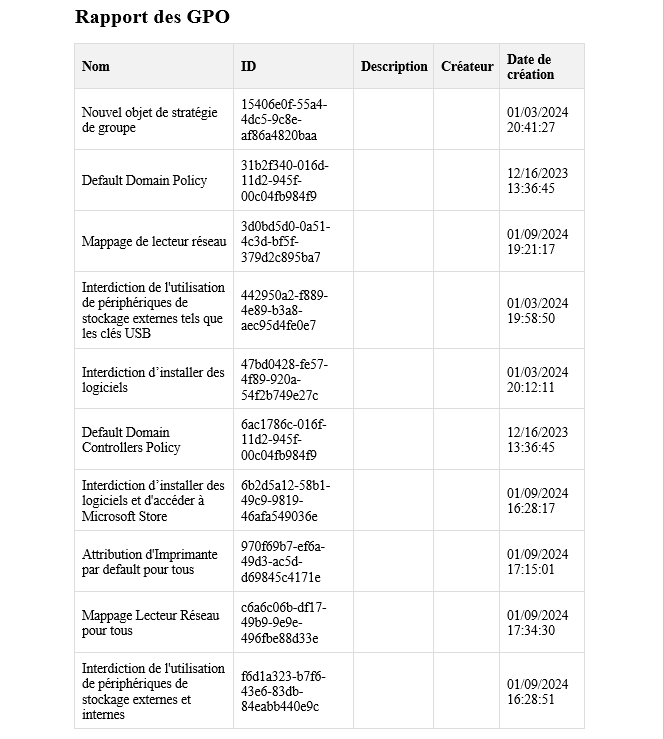 Rapport des GPO
Nom ID Description Créateur Date de
création
Nouvel objet de stratégie
de groupe
15406e0f-55a4-
4dc5-9c8e-
af86a4820baa
01/03/2024
20:41:27
Default Domain Policy
31b2f340-016d-
11d2-945f-
00c04fb984f9
12/16/2023
13:36:45
Mappage de lecteur réseau
3d0bd5d0-0a51-
4c3d-bf5f-
379d2c895ba7
01/09/2024
19:21:17
Interdiction de l'utilisation
de périphériques de
stockage externes tels que
les clés USB
442950a2-f889-
4e89-b3a8-
aec95d4fe0e7
01/03/2024
19:58:50
Interdiction d’installer des
logiciels
47bd0428-fe57-
4f89-920a-
54f2b749e27c
01/03/2024
20:12:11
Default Domain
Controllers Policy
6ac1786c-016f-
11d2-945f-
00c04fb984f9
12/16/2023
13:36:45
Interdiction d’installer des
logiciels et d'accéder à
Microsoft Store
6b2d5a12-58b1-
49c9-9819-
46afa549036e
01/09/2024
16:28:17
Attribution d'Imprimante
par default pour tous
970f69b7-ef6a-
49d3-ac5d-
d69845c4171e
01/09/2024
17:15:01
Mappage Lecteur Réseau
pour tous
c6a6c06b-df17-
49b9-9e9e-
496fbe88d33e
01/09/2024
17:34:30
Interdiction de l'utilisation
de périphériques de
stockage externes et
internes
f6d1a323-b7f6-
43e6-83db-
84eabb440e9c
01/09/2024
16:28:51